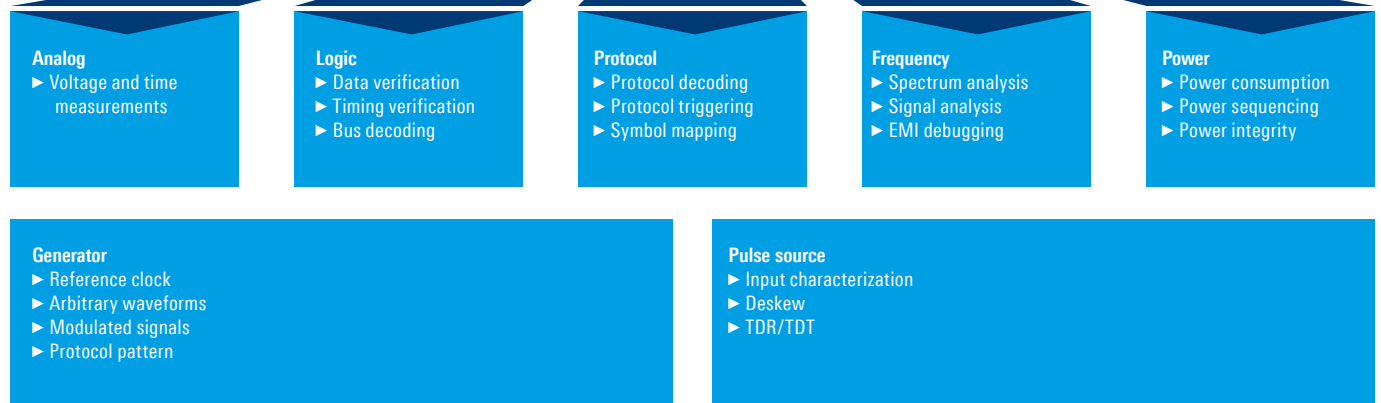 Analog
► Voltage and time
measurements
Logic
► Data verification
► Timing verification
► Bus decoding
Protocol
► Protocol decoding
► Protocol triggering
► Symbol mapping
Frequency
► Spectrum analysis
► Signal analysis
► EMI debugging
Power
► Power consumption
► Power sequencing
► Power integrity
Generator
► Reference clock
► Arbitrary waveforms
► Modulated signals
► Protocol pattern
Pulse source
► Input characterization
► Deskew
► TDR/TDT